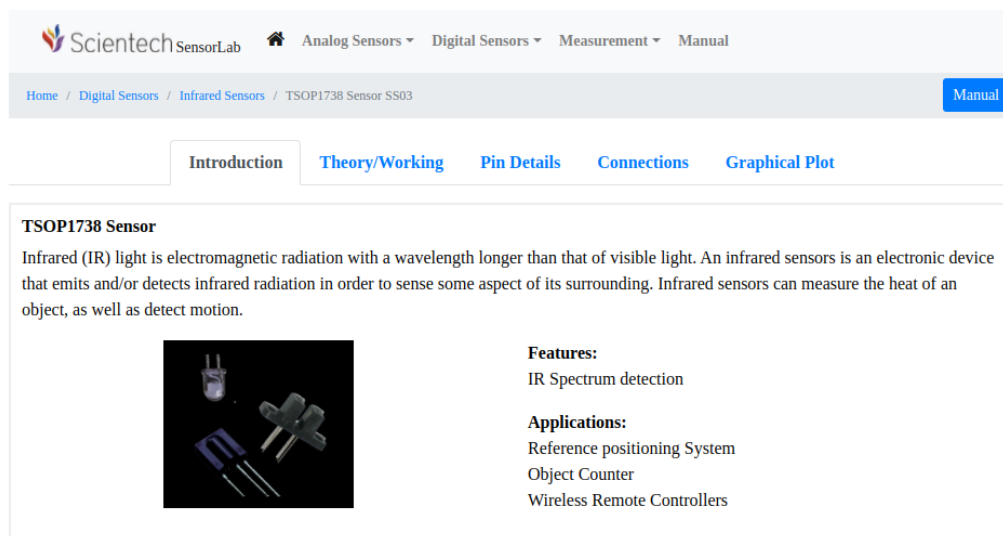 Scientech SensorLab Analog Sensors Digital Sensors Measurement Manual
Home / Digital Sensors / Infrared Sensors / TSOP1738 Sensor SS03 Manual
Introduction Theory/Working Pin Details Connections Graphical Plot
TSOP1738 Sensor
Infrared (IR) light is electromagnetic radiation with a wavelength longer than that of visible light. An infrared sensors is an electronic device
that emits and/or detects infrared radiation in order to sense some aspect of its surrounding. Infrared sensors can measure the heat of an
object, as well as detect motion.
Features:
IR Spectrum detection
Applications:
Reference positioning System
Object Counter
Wireless Remote Controllers